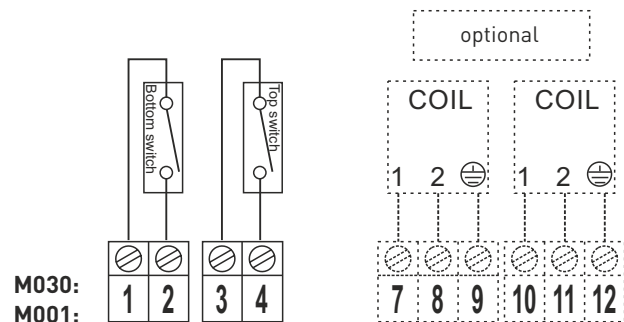 optional
Bottom switch
Top switch
COIL
COIL
1 2
1 2
M030:
M001:
1 2 3 4 7 8 9 10 11 12